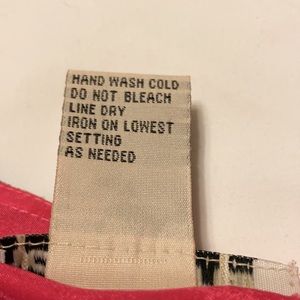 HAND WASH COLD
DO NOT BLEACH
LINE DRY
IRON ON LOWEST
SETTING
AS NEEDED